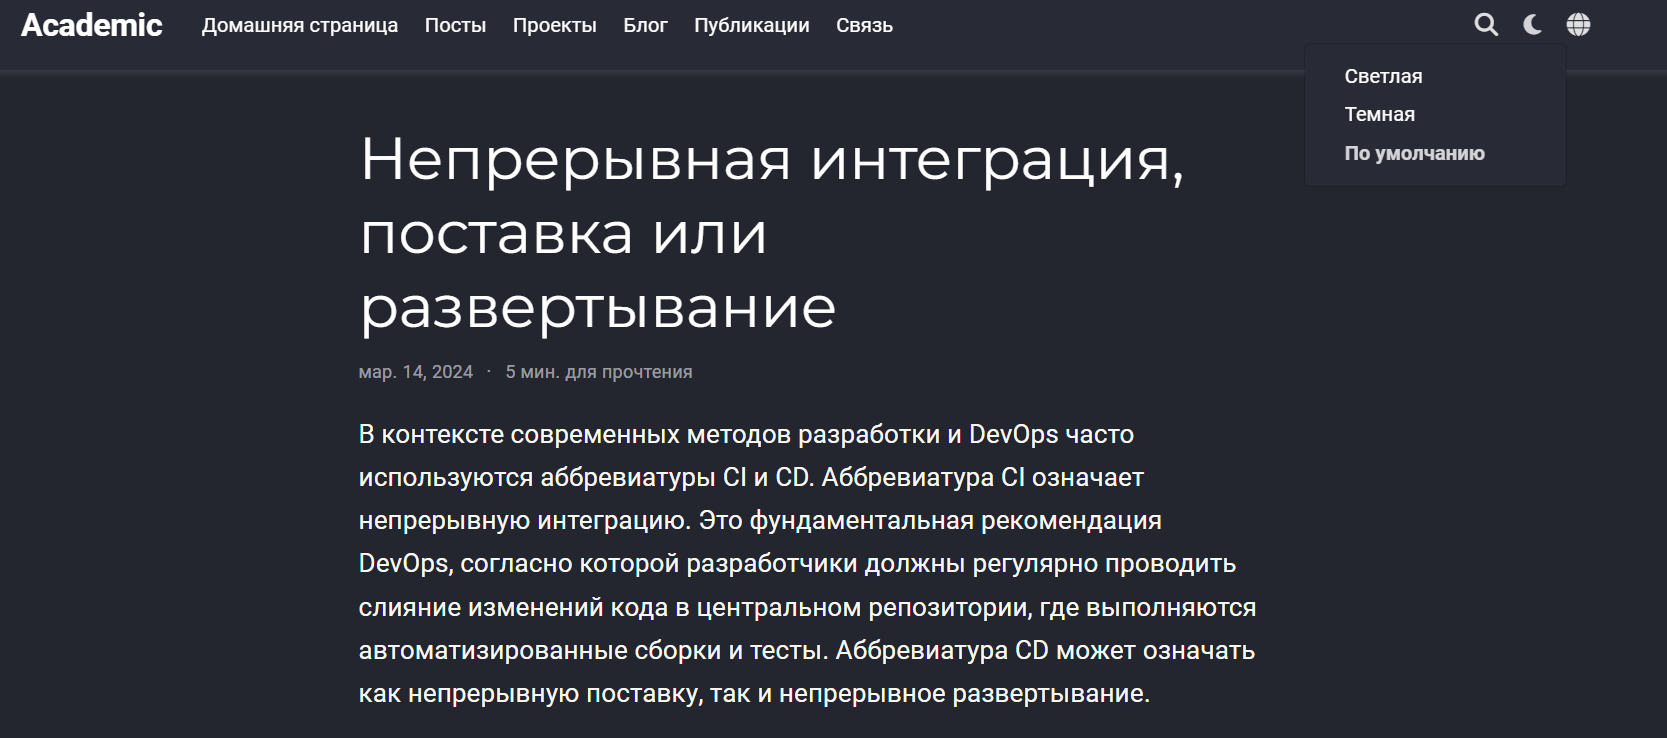 Academic Домашняя страница Посты Проекты Блог Публикации Связь
Светлая
Темная
По умолчанию
Непрерывная интеграция,
поставка или
развертывание
мар. 14, 2024 · 5 мин. для прочтения
В контексте современных методов разработки и DevOps часто
используются аббревиатуры CI и CD. Аббревиатура CI означает
непрерывную интеграцию. Это фундаментальная рекомендация
DevOps, согласно которой разработчики должны регулярно проводить
слияние изменений кода в центральном репозитории, где выполняются
автоматизированные сборки и тесты. Аббревиатура CD может означать
как непрерывную поставку, так и непрерывное развертывание.